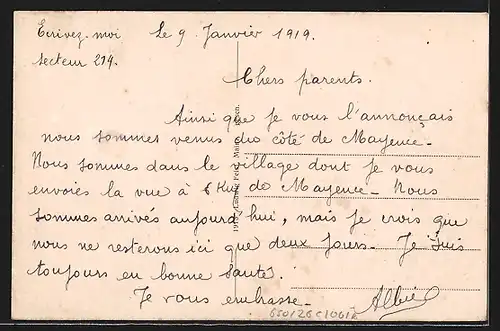 Ecrivez-moi Le 9 Janvier 1919.
secteur 219.
Chers parents.
Ainsi que je vous l'annonçais
nous sommes venus du côté de Mayence -
Nous sommes dans le village dont je vous
envoies la vue à 6 Km de Mayence - Nous
sommes arrivés aujourd'hui, mais je crois que
nous ne resterons ici que deux jours - Je suis
toujours en bonne santé.
Je vous embrasse -